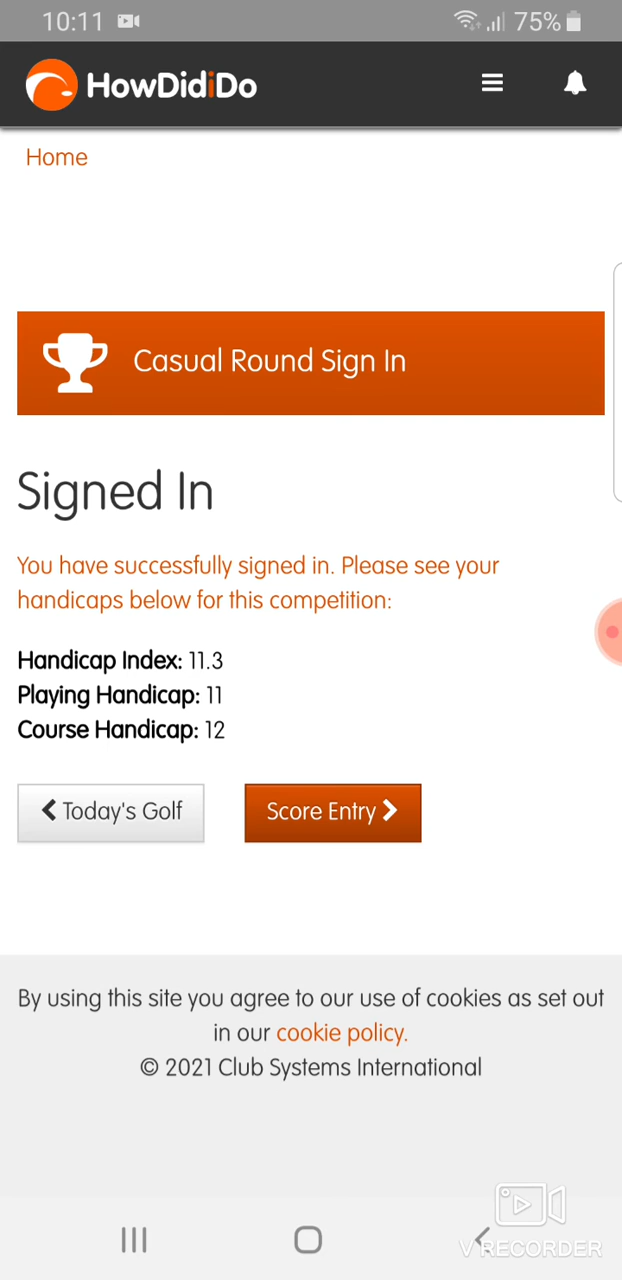 10:11 75%
HowDidiDo
Home
Casual Round Sign In
Signed In
You have successfully signed in. Please see your
handicaps below for this competition:
Handicap Index: 11.3
Playing Handicap: 11
Course Handicap: 12
Today's Golf Score Entry
By using this site you agree to our use of cookies as set out
in our cookie policy.
© 2021 Club Systems International
V RECORDER